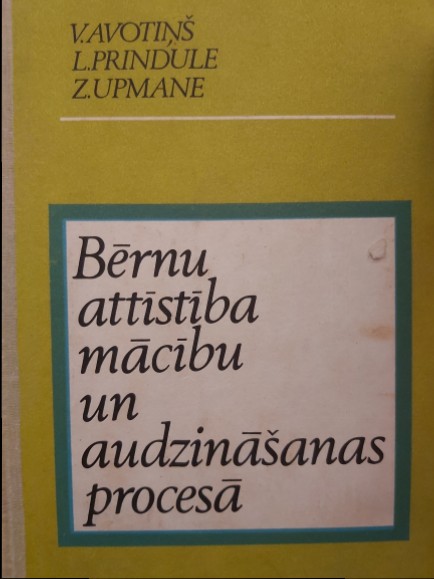 V.AVOTIŅŠ
L.PRINDULE
Z.UPMANE
Bērnu
attīstība
mācību
un
audzināšanas
procesā